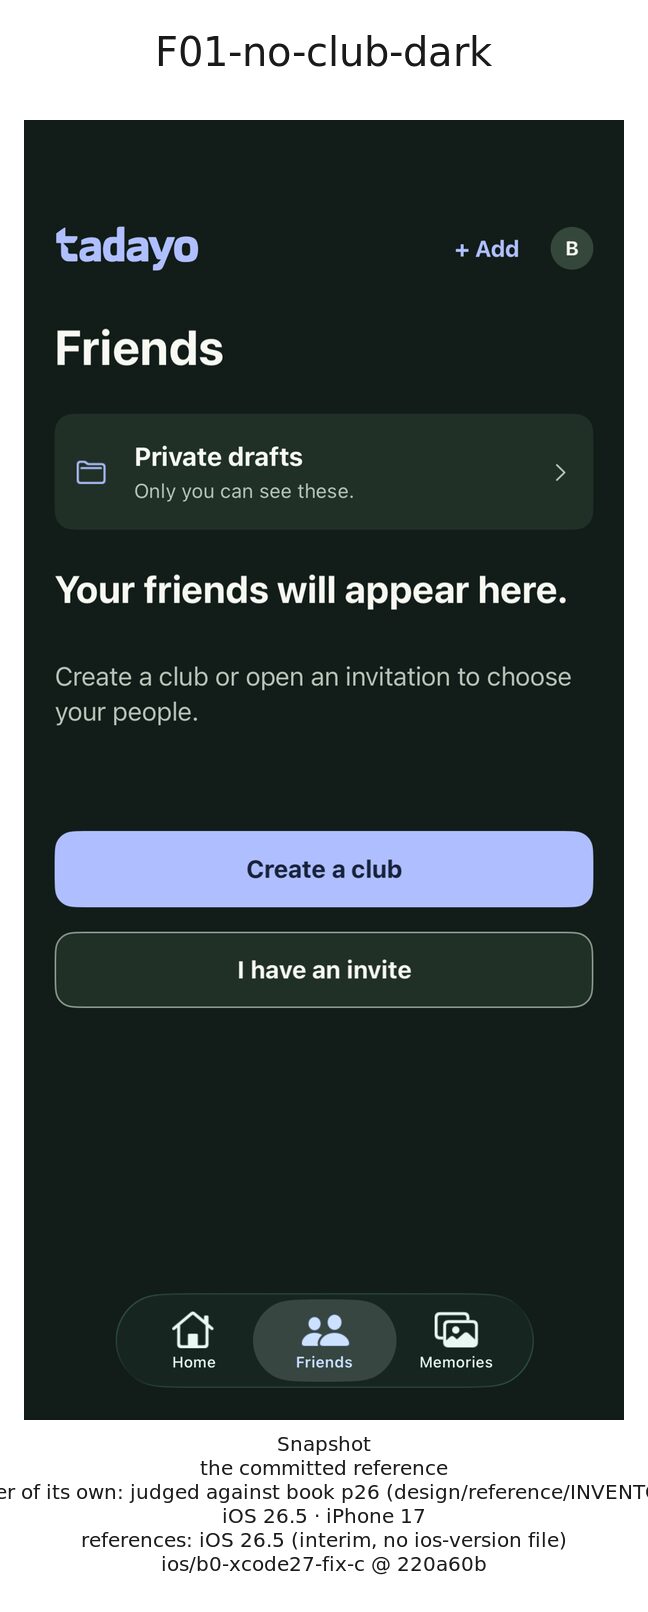 F01-no-club-dark
tadayo
+ Add
B
Friends
Private drafts
Only you can see these.
Your friends will appear here.
Create a club or open an invitation to choose
your people.
Create a club
I have an invite
Home
Friends
Memories
Snapshot
the committed reference
of its own: judged against book p26 (design/reference/
iOS 26.5 · iPhone 17
references: iOS 26.5 (interim, no ios-version file)
ios/b0-xcode27-fix-c @ 220a60b